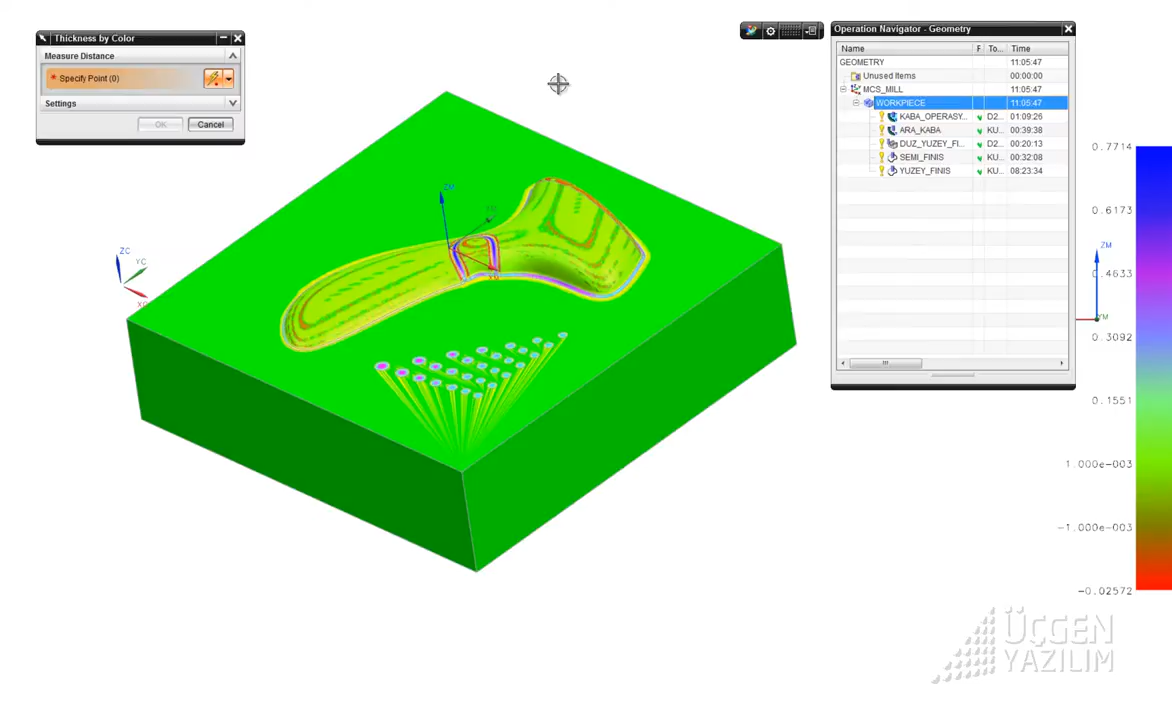 Thickness by Color
Measure Distance
* Specify Point (0)
Settings
OK
Cancel
Operation Navigator - Geometry
Name F To... Time
GEOMETRY 11:05:47
Unused Items 00:00:00
MCS_MILL 11:05:47
WORKPIECE 11:05:47
KABA_OPERASY... D2... 01:09:26
ARA_KABA KU... 00:39:38
DUZ_YUZEY_FI... D2... 00:20:13
SEMI_FINIS KU... 00:32:08
YUZEY_FINIS KU... 08:23:34
ZM
ZC
YC
ZM
YM
0.7714
0.6173
0.4633
0.3092
0.1551
1.000e-003
-1.000e-003
-0.02572
ÜÇGEN
YAZILIM